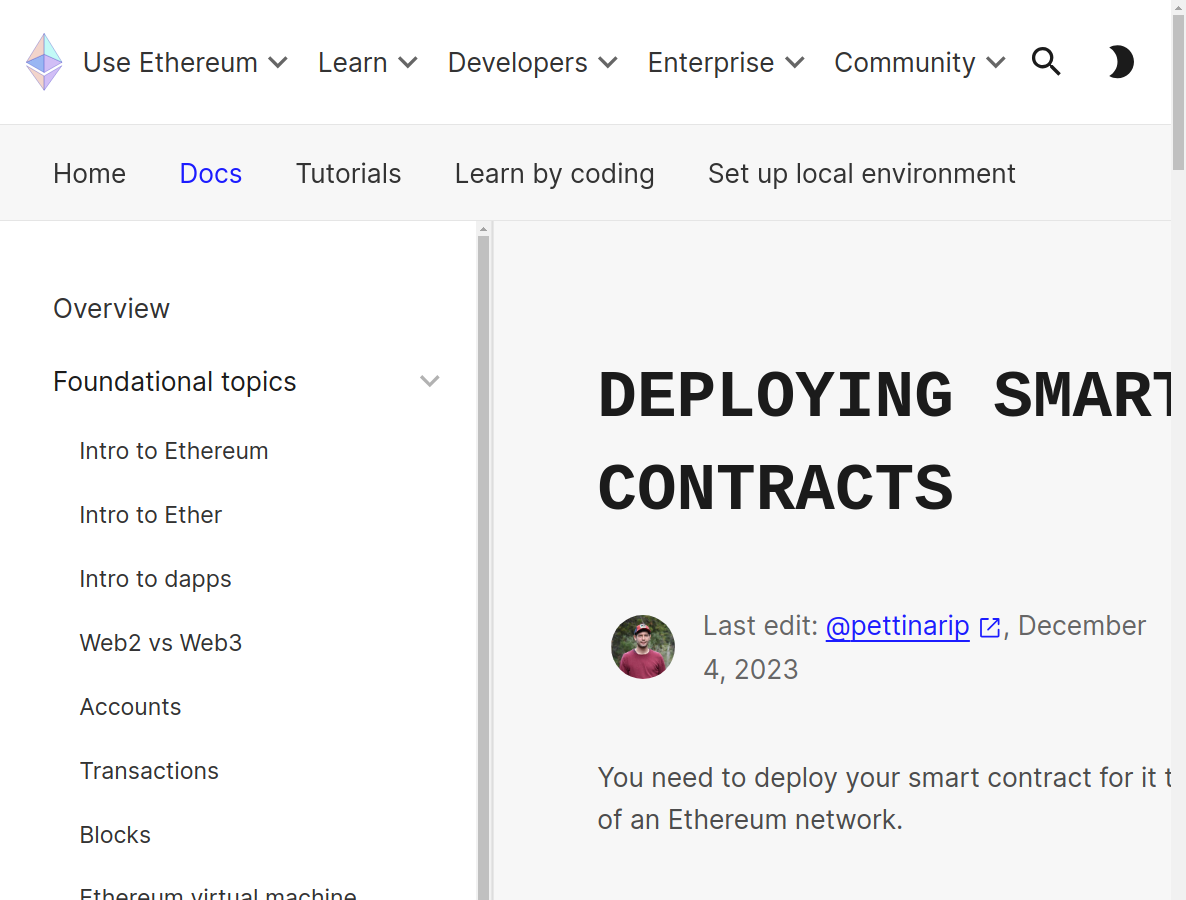 Use Ethereum
Learn
Developers
Enterprise
Community
Home
Docs
Tutorials
Learn by coding
Set up local environment
Overview
Foundational topics
Intro to Ethereum
Intro to Ether
Intro to dapps
Web2 vs Web3
Accounts
Transactions
Blocks
Ethereum virtual machine
DEPLOYING SMART
CONTRACTS
Last edit: @pettinarip, December
4, 2023
You need to deploy your smart contract for it t
of an Ethereum network.